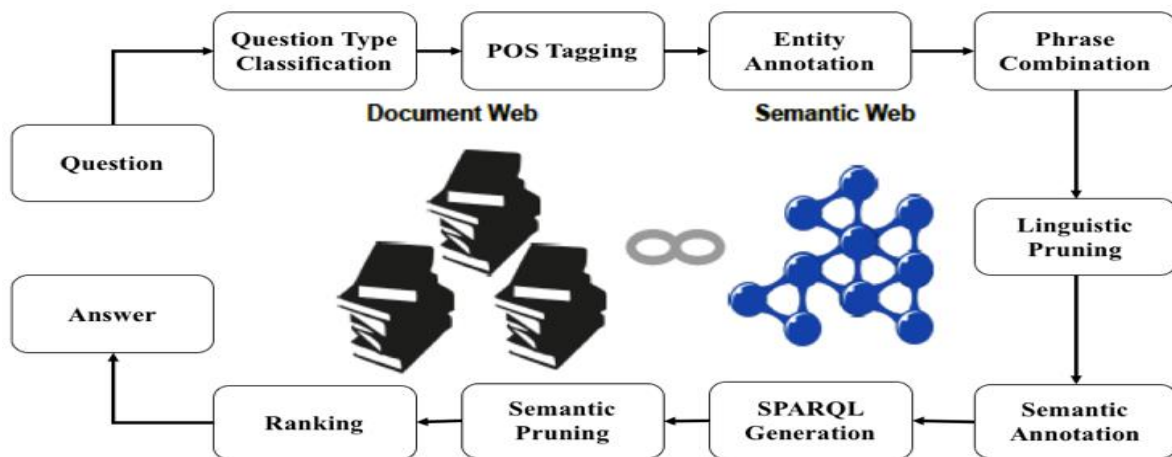 Question Type
Classification
POS Tagging
Entity
Annotation
Phrase
Combination
Document Web
Semantic Web
Question
Linguistic
Pruning
Answer
Ranking
Semantic
Pruning
SPARQL
Generation
Semantic
Annotation